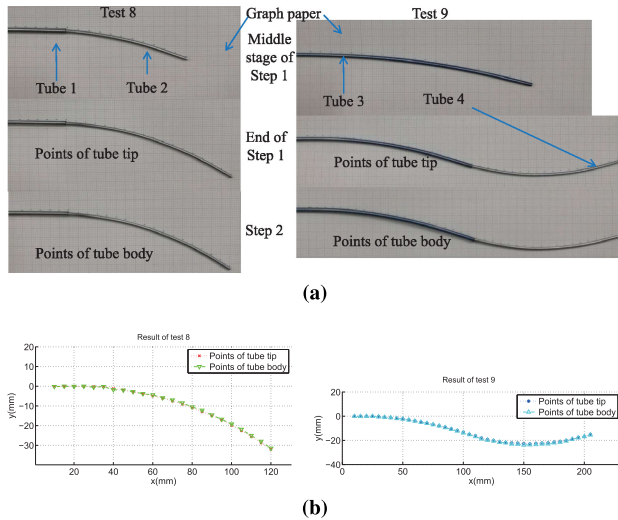 Test 8
Graph paper
Test 9
Middle
stage of
Step 1
Tube 1
Tube 2
Tube 3
Tube 4
End of
Step 1
Points of tube tip
Points of tube tip
Step 2
Points of tube body
Points of tube body
(a)
Result of test 8
Points of tube tip
Points of tube body
20
10
0
−10
−20
−30
y(mm)
20
40
60
80
100
120
x(mm)
Result of test 9
Points of tube tip
Points of tube body
20
0
−20
−40
y(mm)
0
50
100
150
200
x(mm)
(b)